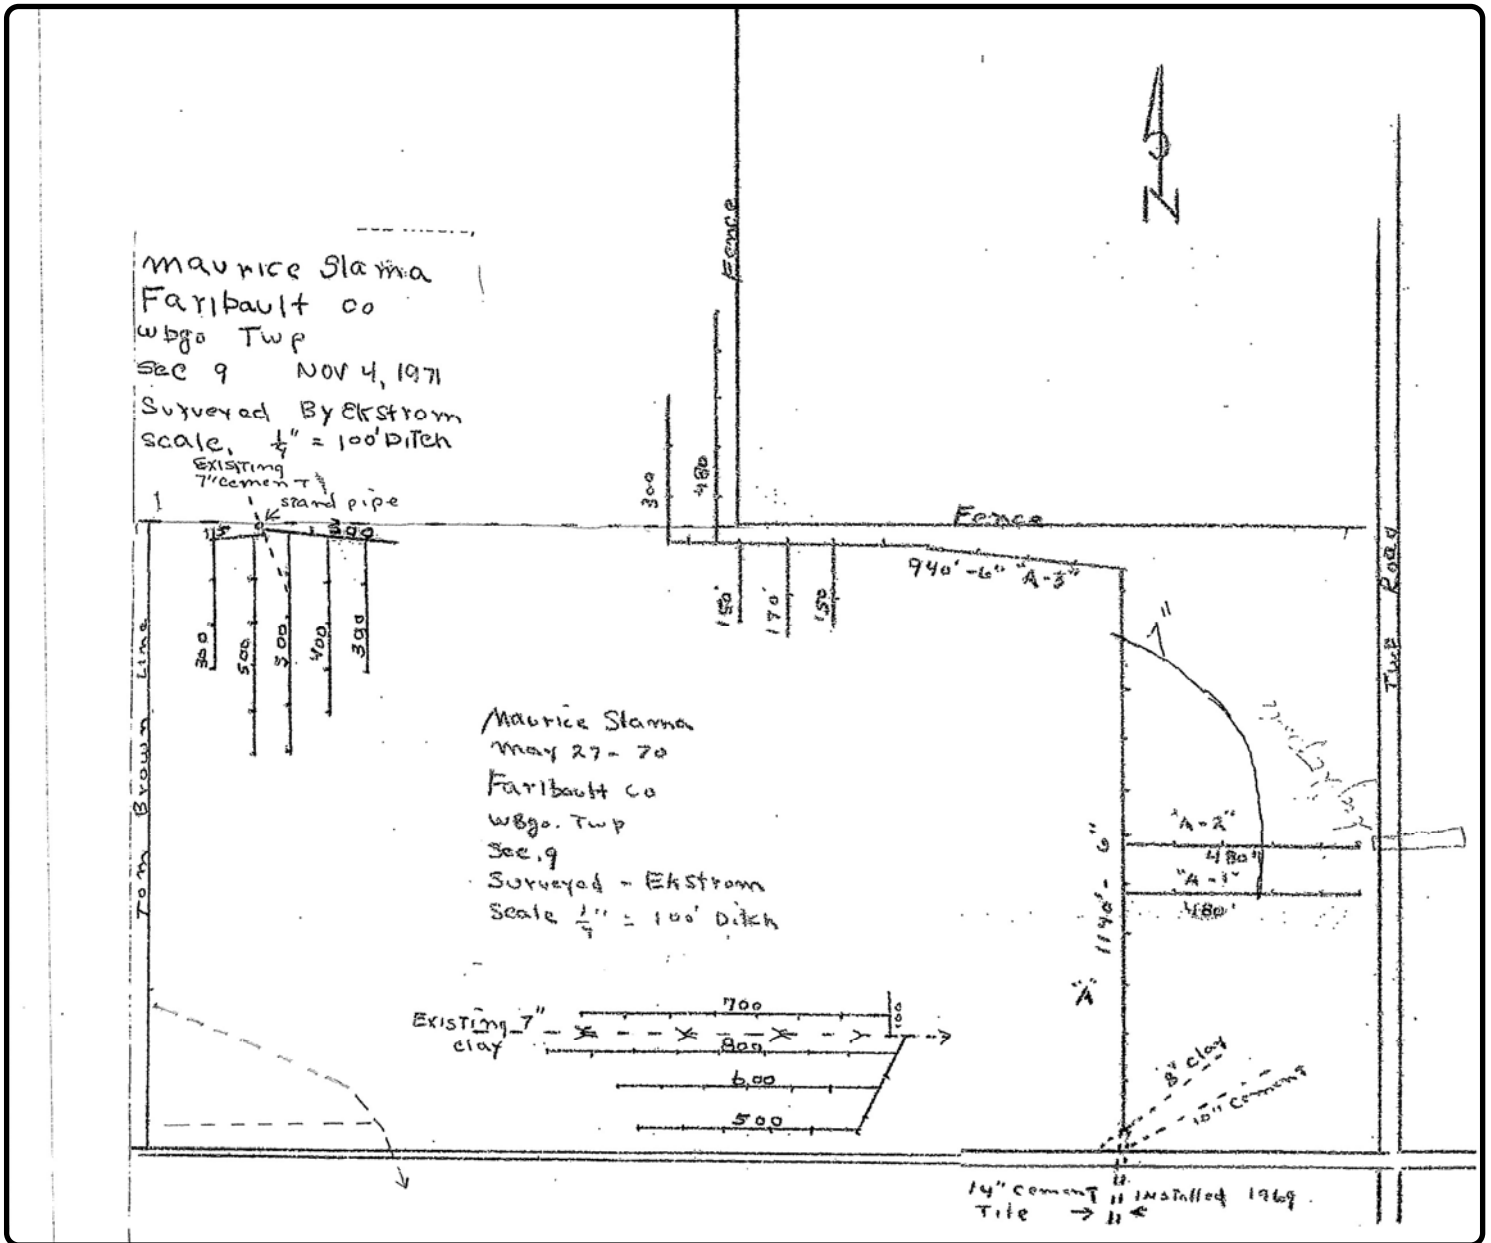 Maurice Slama
Faribault Co
Wbgo Twp
Sec 9 NOV 4, 1971
Surveyed By Ekstrom
Scale, ¼" = 100' Ditch
Existing
7" cement
stand pipe
N
Fence
Fence
300
480
300
300
500
500
400
300
150'
170'
150
940'-6" "A-3"
7"
Twp Road
Tom Brown Line
Maurice Slama
May 27-70
Faribault Co
WBgo. Twp
Sec. 9
Surveyed - Ekstrom
Scale ¼" = 100' Ditch
"A-2"
480'
"A-1"
480'
"A" 1140'-6"
Existing 7"
clay
700
100
800
600
500
8" clay
10" cement
14" cement Installed 1969
Tile